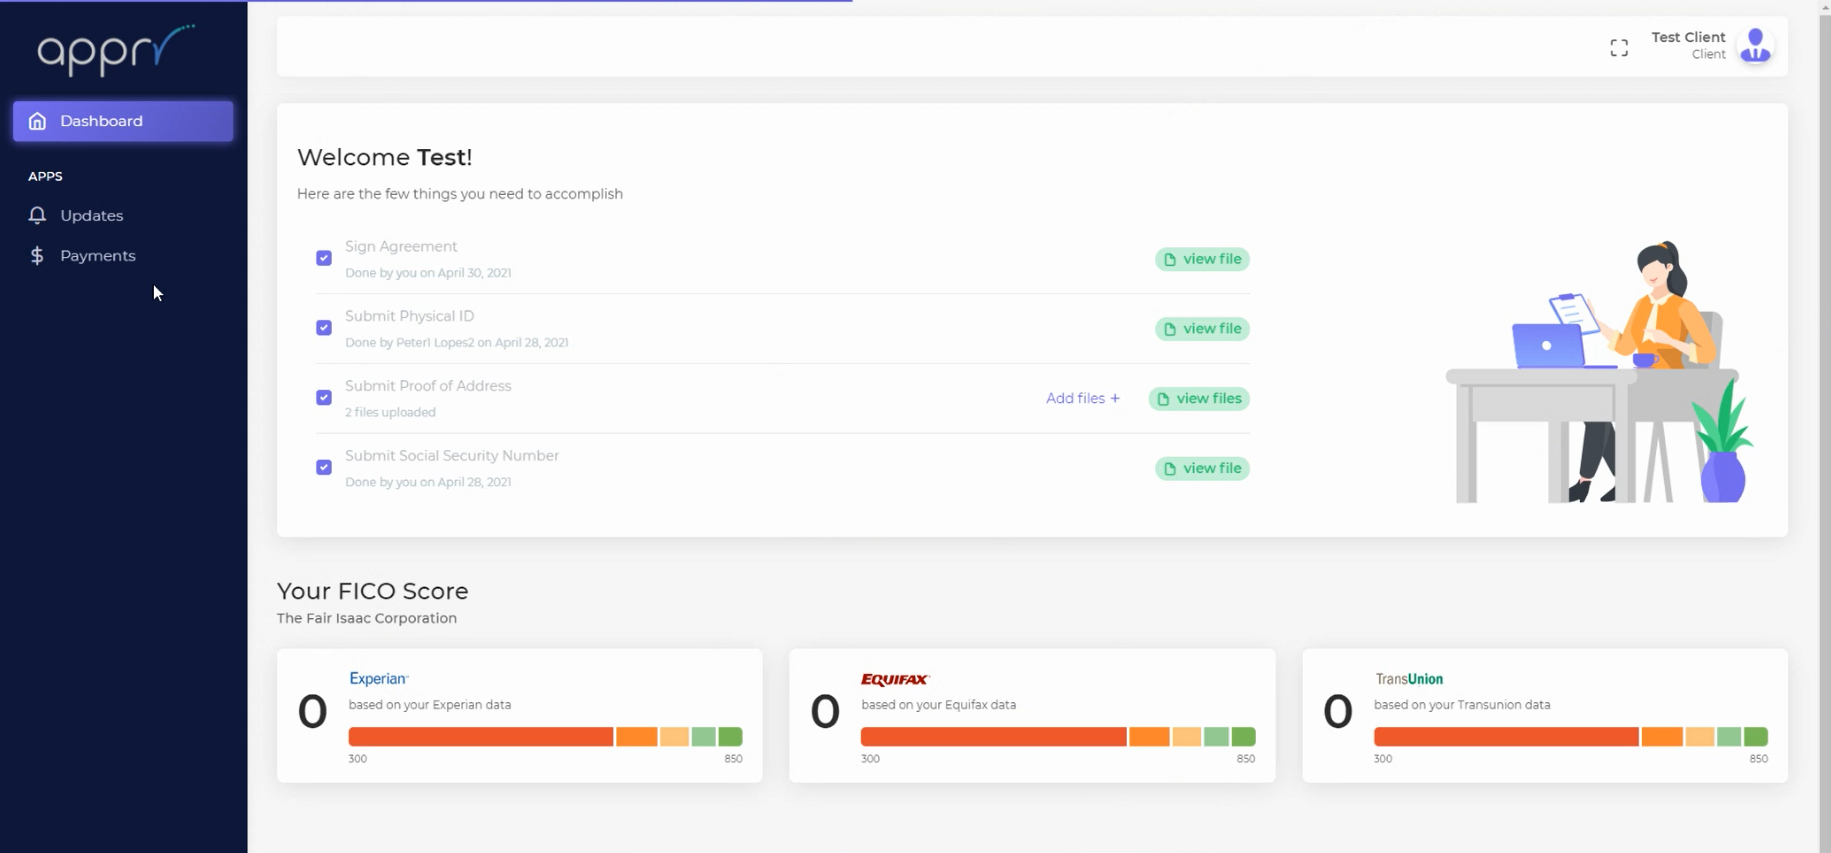 apprr
Test Client
Client
Dashboard
APPS
Updates
Payments
Welcome Test!
Here are the few things you need to accomplish
Sign Agreement
Done by you on April 30, 2021
view file
Submit Physical ID
Done by Peter1 Lopes2 on April 28, 2021
view file
Submit Proof of Address
2 files uploaded
Add files +
view files
Submit Social Security Number
Done by you on April 28, 2021
view file
Your FICO Score
The Fair Isaac Corporation
0
Experian
based on your Experian data
300 850
0
EQUIFAX
based on your Equifax data
300 850
0
TransUnion
based on your Transunion data
300 850